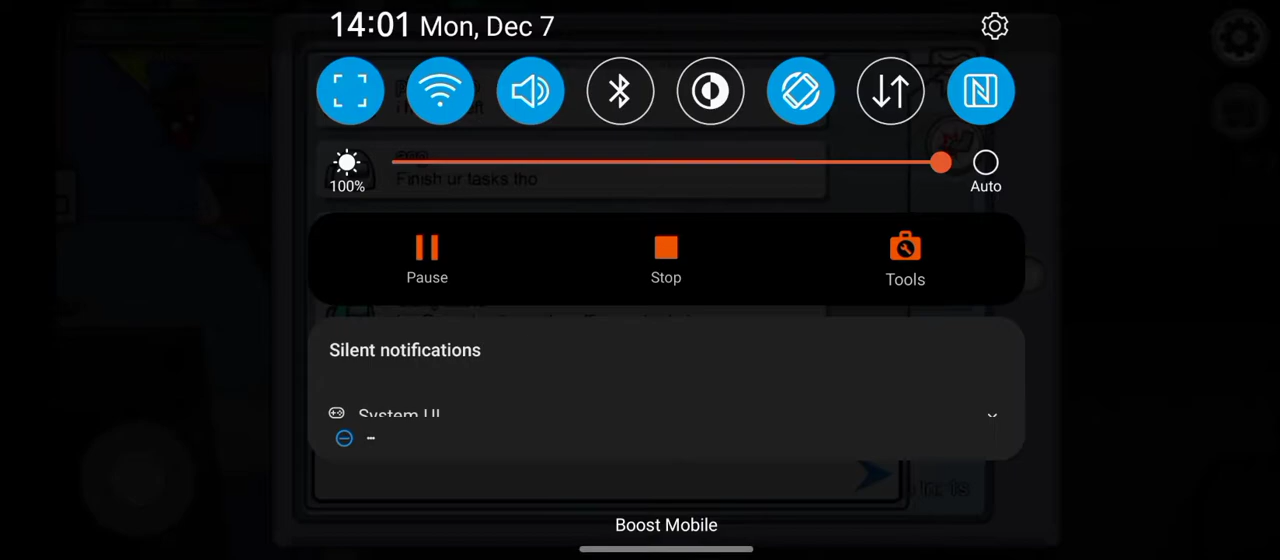 14:01 Mon, Dec 7
100%
Auto
Finish ur tasks tho
Pause
Stop
Tools
Silent notifications
System UI
Boost Mobile